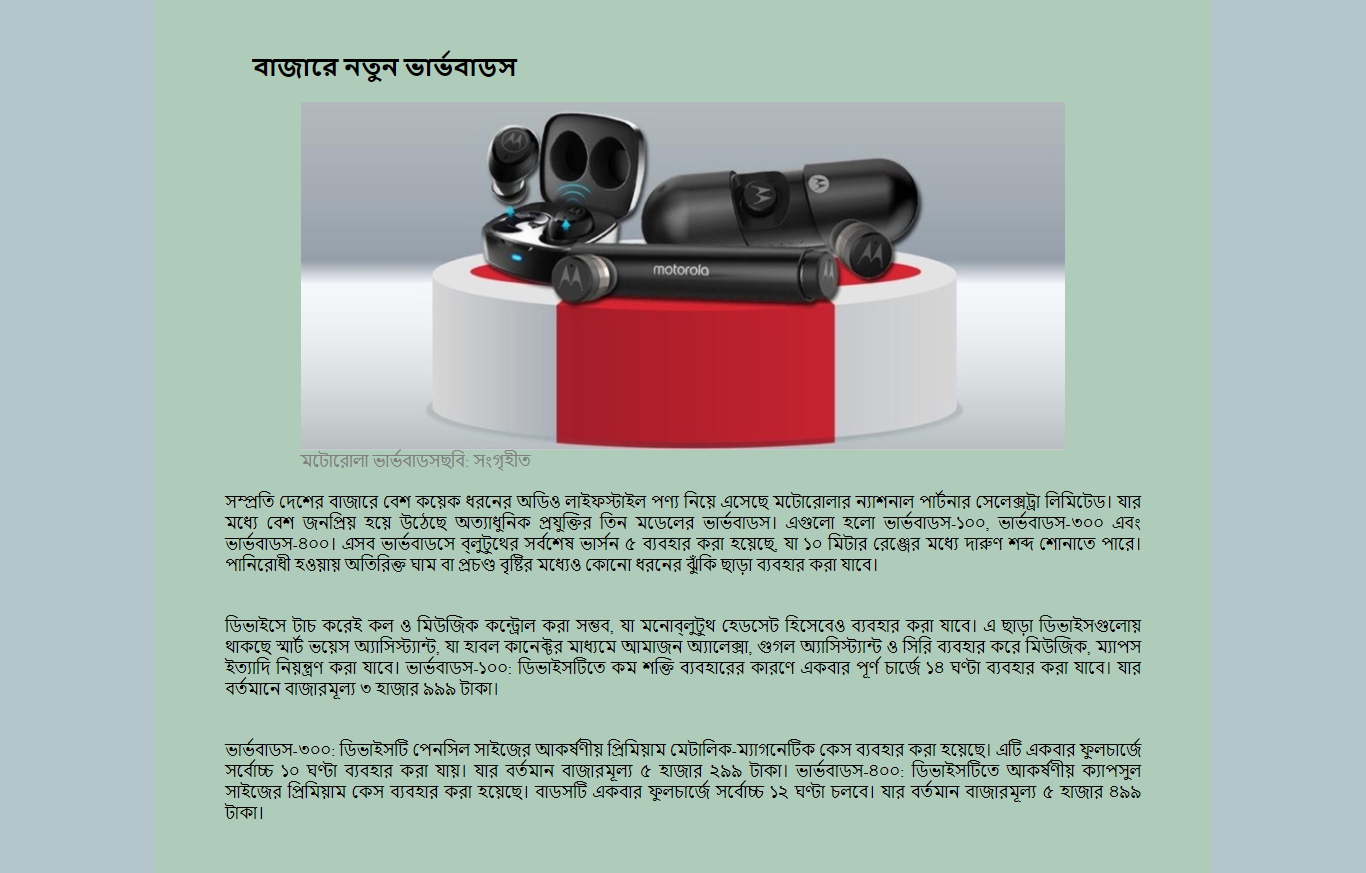 বাজারে নতুন ভার্ভবাডস
motorola
মটোরোলা ভার্ভবাডসছবি: সংগৃহীত
সম্প্রতি দেশের বাজারে বেশ কয়েক ধরনের অডিও লাইফস্টাইল পণ্য নিয়ে এসেছে মটোরোলার ন্যাশনাল পার্টনার সেলেক্সট্রা লিমিটেড। যার
মধ্যে বেশ জনপ্রিয় হয়ে উঠেছে অত্যাধুনিক প্রযুক্তির তিন মডেলের ভার্ভবাডস। এগুলো হলো ভার্ভবাডস-১০০, ভার্ভবাডস-৩০০ এবং
ভার্ভবাডস-৪০০। এসব ভার্ভবাডসে ব্লুটুথের সর্বশেষ ভার্সন ৫ ব্যবহার করা হয়েছে, যা ১০ মিটার রেঞ্জের মধ্যে দারুণ শব্দ শোনাতে পারে।
পানিরোধী হওয়ায় অতিরিক্ত ঘাম বা প্রচণ্ড বৃষ্টির মধ্যেও কোনো ধরনের ঝুঁকি ছাড়া ব্যবহার করা যাবে।
ডিভাইসে টাচ করেই কল ও মিউজিক কন্ট্রোল করা সম্ভব, যা মনোব্লুটুথ হেডসেট হিসেবেও ব্যবহার করা যাবে। এ ছাড়া ডিভাইসগুলোয়
থাকছে স্মার্ট ভয়েস অ্যাসিস্ট্যান্ট, যা হাবল কানেক্টর মাধ্যমে আমাজন অ্যালেক্সা, গুগল অ্যাসিস্ট্যান্ট ও সিরি ব্যবহার করে মিউজিক, ম্যাপস
ইত্যাদি নিয়ন্ত্রণ করা যাবে। ভার্ভবাডস-১০০: ডিভাইসটিতে কম শক্তি ব্যবহারের কারণে একবার পূর্ণ চার্জে ১৪ ঘণ্টা ব্যবহার করা যাবে। যার
বর্তমানে বাজারমূল্য ৩ হাজার ৯৯৯ টাকা।
ভার্ভবাডস-৩০০: ডিভাইসটি পেনসিল সাইজের আকর্ষণীয় প্রিমিয়াম মেটালিক-ম্যাগনেটিক কেস ব্যবহার করা হয়েছে। এটি একবার ফুলচার্জে
সর্বোচ্চ ১০ ঘণ্টা ব্যবহার করা যায়। যার বর্তমান বাজারমূল্য ৫ হাজার ২৯৯ টাকা। ভার্ভবাডস-৪০০: ডিভাইসটিতে আকর্ষণীয় ক্যাপসুল
সাইজের প্রিমিয়াম কেস ব্যবহার করা হয়েছে। বাডসটি একবার ফুলচার্জে সর্বোচ্চ ১২ ঘণ্টা চলবে। যার বর্তমান বাজারমূল্য ৫ হাজার ৪৯৯
টাকা।